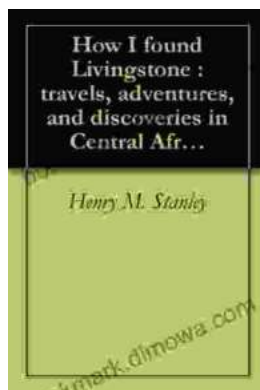 How I found
Livingstone :
travels, adventures,
and discoveries in
Central Afr...
Henry M. Stanley
mark.dimowa.com